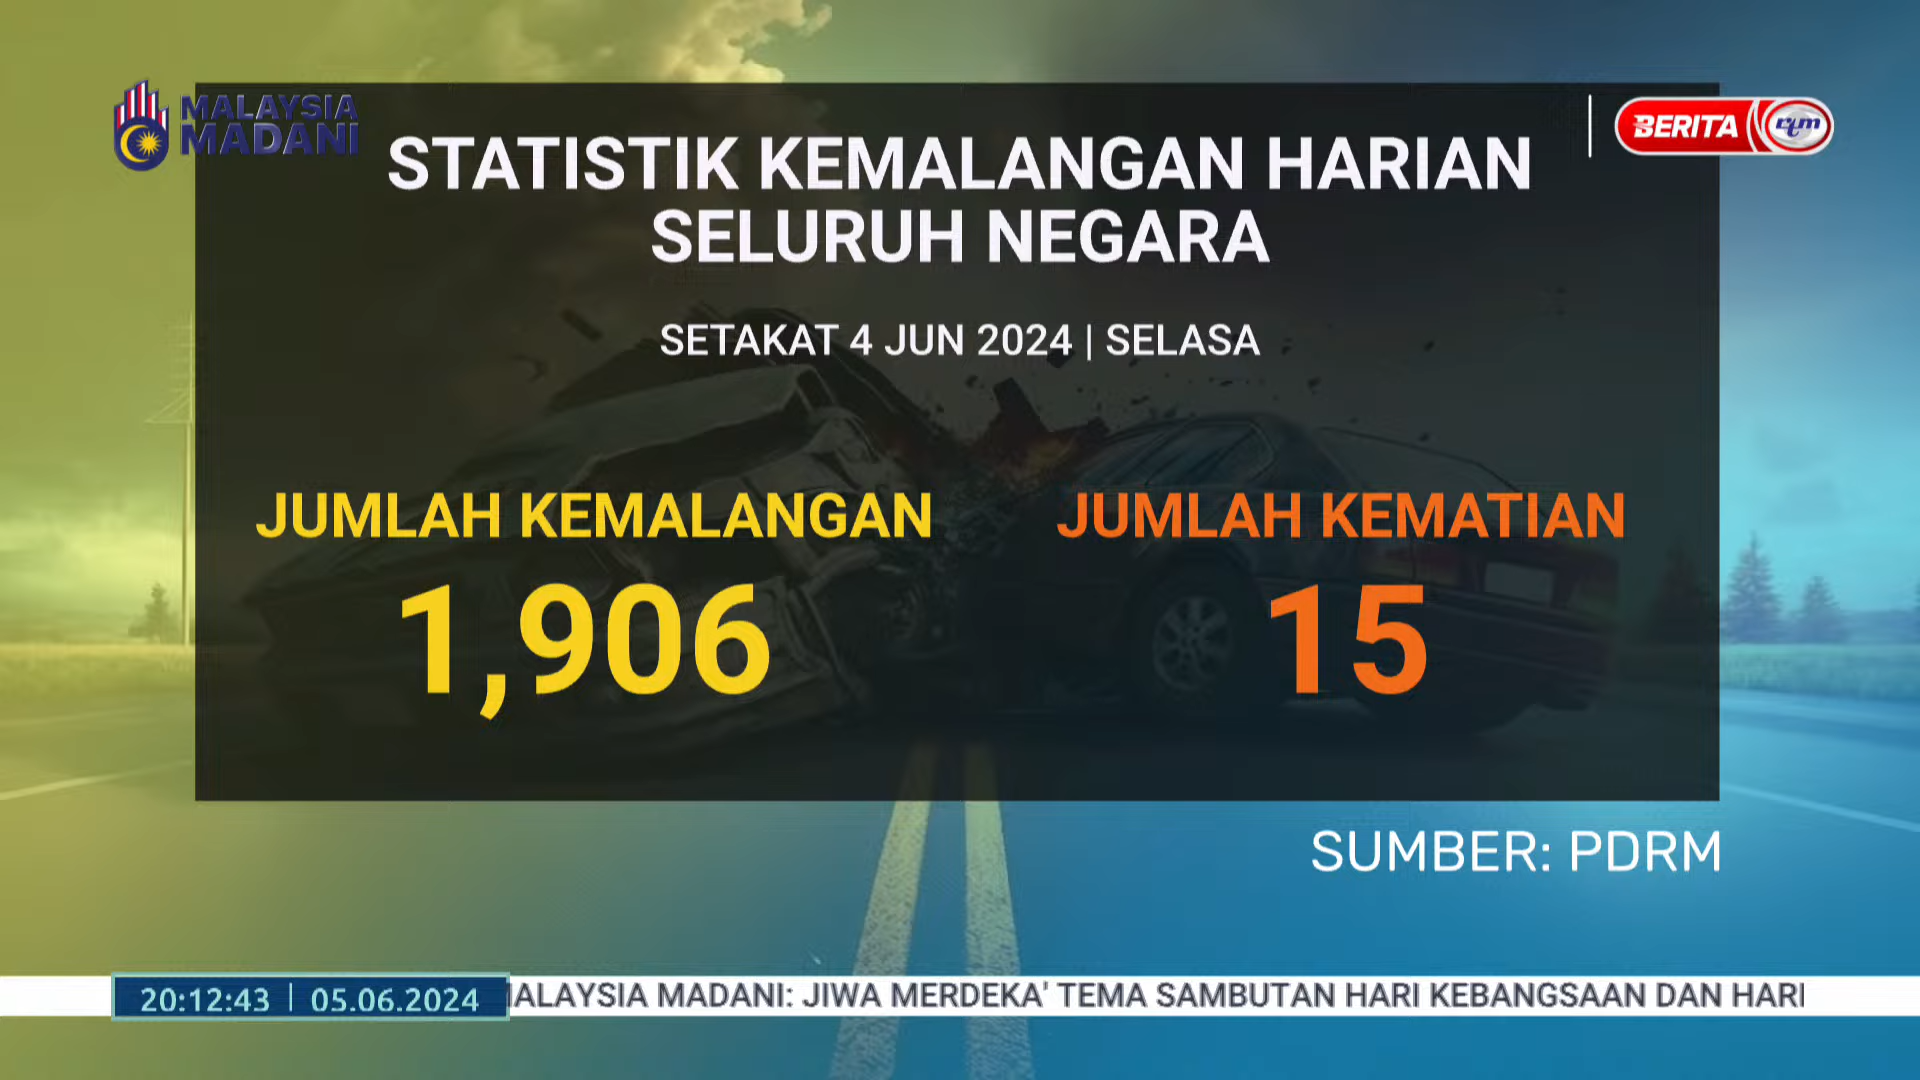 MALAYSIA
MADANI
BERITA rtm
STATISTIK KEMALANGAN HARIAN
SELURUH NEGARA
SETAKAT 4 JUN 2024 | SELASA
JUMLAH KEMALANGAN
1,906
JUMLAH KEMATIAN
15
SUMBER: PDRM
20:12:43 | 05.06.2024
ALAYSIA MADANI: JIWA MERDEKA' TEMA SAMBUTAN HARI KEBANGSAAN DAN HARI